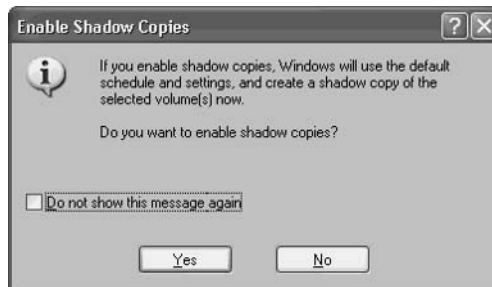 Enable Shadow Copies
If you enable shadow copies, Windows will use the default
schedule and settings, and create a shadow copy of the
selected volume(s) now.
Do you want to enable shadow copies?
Do not show this message again
Yes No